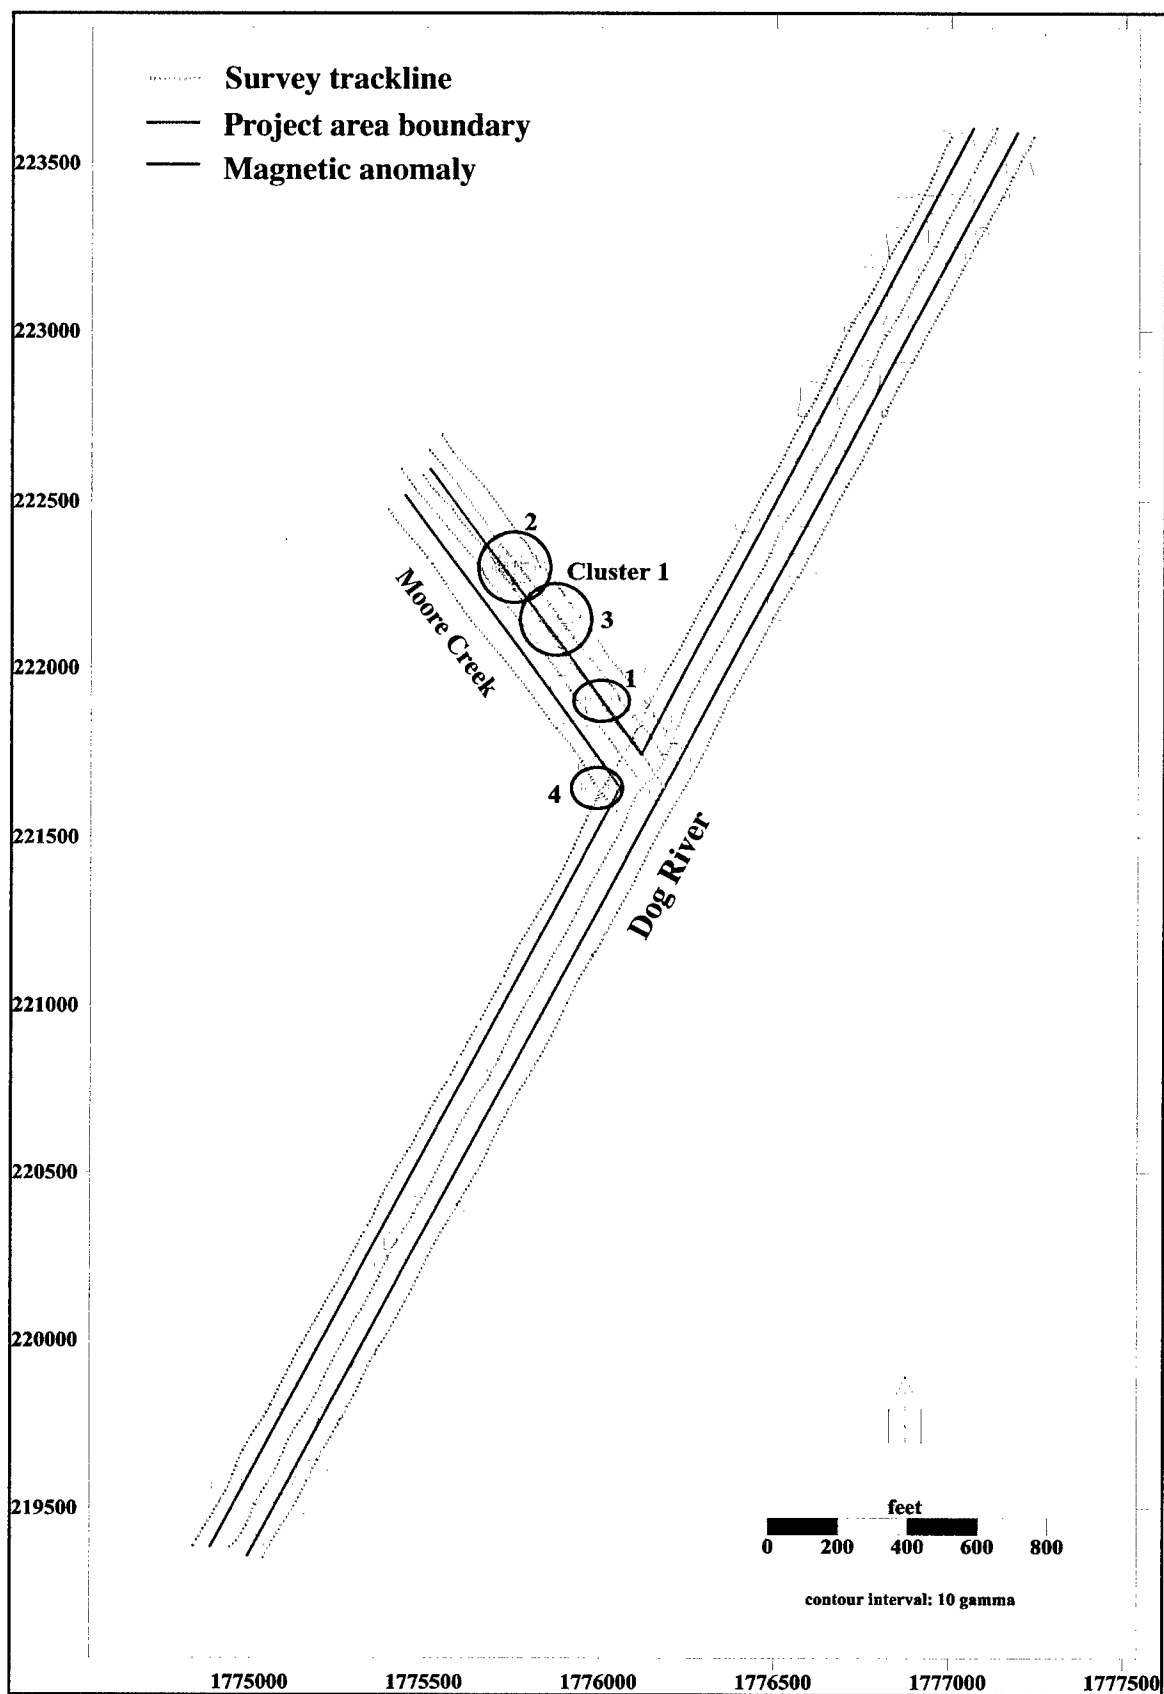 Survey trackline
Project area boundary
Magnetic anomaly
223500
223000
222500
2
Cluster 1
Moore Creek
3
222000
1
4
221500
Dog River
221000
220500
220000
219500
feet
0 200 400 600 800
contour interval: 10 gamma
1775000 1775500 1776000 1776500 1777000 1777500